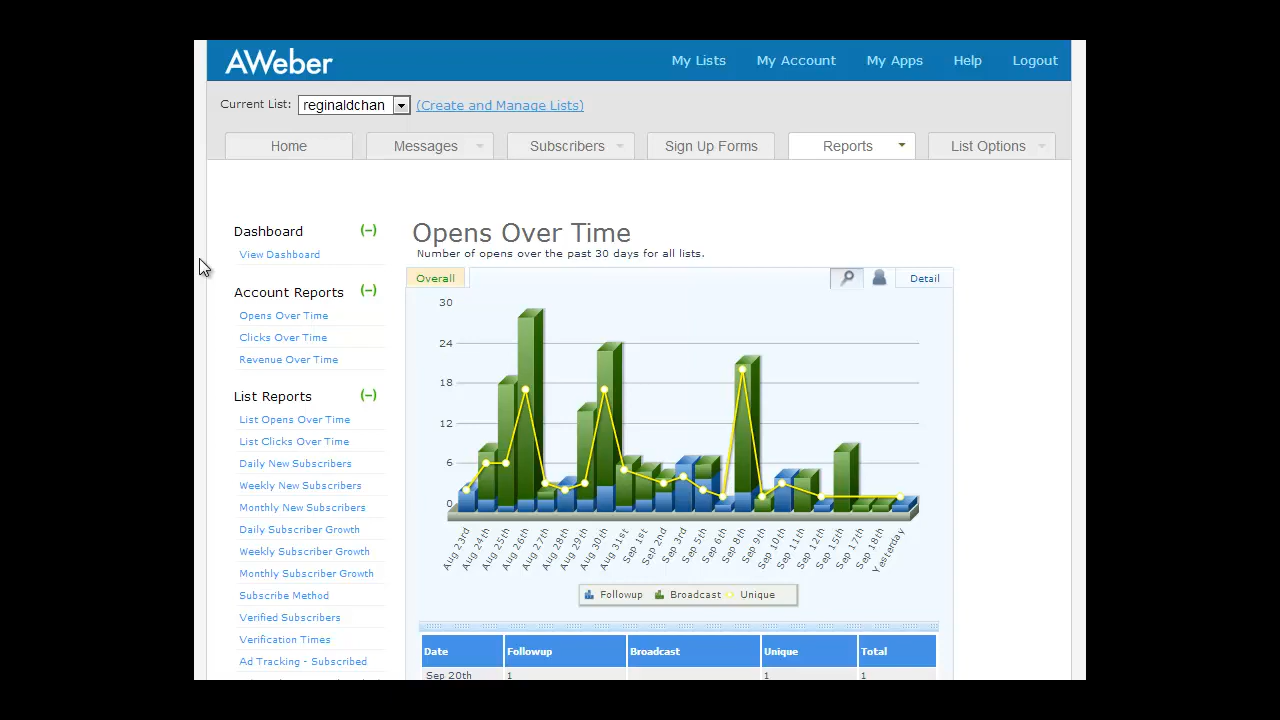 AWeber
My Lists My Account My Apps Help Logout
Current List: reginaldchan (Create and Manage Lists)
Home Messages Subscribers Sign Up Forms Reports List Options
Dashboard (−)
View Dashboard
Account Reports (−)
Opens Over Time
Clicks Over Time
Revenue Over Time
List Reports (−)
List Opens Over Time
List Clicks Over Time
Daily New Subscribers
Weekly New Subscribers
Monthly New Subscribers
Daily Subscriber Growth
Weekly Subscriber Growth
Monthly Subscriber Growth
Subscribe Method
Verified Subscribers
Verification Times
Ad Tracking - Subscribed
Opens Over Time
Number of opens over the past 30 days for all lists.
Overall Detail
30
24
18
12
6
0
Aug 23rd Aug 24th Aug 25th Aug 26th Aug 27th Aug 28th Aug 29th Aug 30th Aug 31st Sep 1st Sep 2nd Sep 3rd Sep 5th Sep 6th Sep 8th Sep 9th Sep 10th Sep 11th Sep 12th Sep 15th Sep 17th Sep 18th Yesterday
Followup Broadcast Unique
Date Followup Broadcast Unique Total
Sep 20th 1 1 1